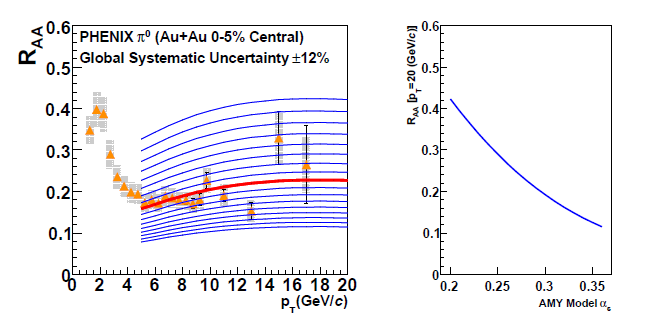 PHENIX π⁰ (Au+Au 0-5% Central)
Global Systematic Uncertainty ±12%
R_AA
0.6
0.5
0.4
0.3
0.2
0.1
0
0 2 4 6 8 10 12 14 16 18 20
p_T (GeV/c)
R_AA [p_T=20 (GeV/c)]
0.6
0.5
0.4
0.3
0.2
0.1
0
0.2 0.25 0.3 0.35
AMY Model α_s